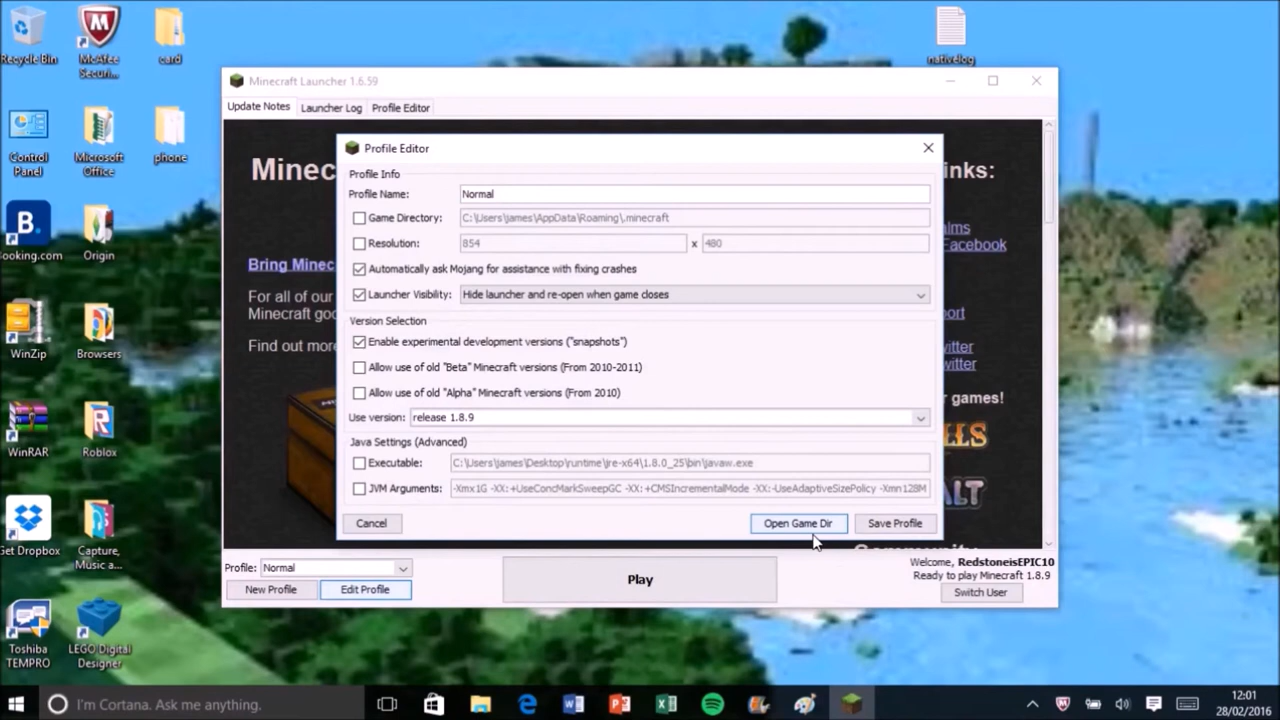 Recycle Bin
McAfee
Securi...
card
nativelog
Control
Panel
Microsoft
Office
phone
Booking.com
Origin
WinZip
Browsers
WinRAR
Roblox
Get Dropbox
Capture,
Music a...
Toshiba
TEMPRO
LEGO Digital
Designer
Minecraft Launcher 1.6.59
Update Notes
Launcher Log
Profile Editor
Minec
inks:
alms
Facebook
Bring Minec
For all of our
Minecraft goo
Find out more
port
witter
witter
r games!
Profile Editor
Profile Info
Profile Name: Normal
Game Directory: C:\Users\james\AppData\Roaming\.minecraft
Resolution: 854 x 480
Automatically ask Mojang for assistance with fixing crashes
Launcher Visibility: Hide launcher and re-open when game closes
Version Selection
Enable experimental development versions ("snapshots")
Allow use of old "Beta" Minecraft versions (From 2010-2011)
Allow use of old "Alpha" Minecraft versions (From 2010)
Use version: release 1.8.9
Java Settings (Advanced)
Executable: C:\Users\james\Desktop\runtime\jre-x64\1.8.0_25\bin\javaw.exe
JVM Arguments: -Xmx1G -XX:+UseConcMarkSweepGC -XX:+CMSIncrementalMode -XX:-UseAdaptiveSizePolicy -Xmn128M
Cancel
Open Game Dir
Save Profile
Profile: Normal
New Profile
Edit Profile
Play
Welcome, RedstoneisEPIC10
Ready to play Minecraft 1.8.9
Switch User
I'm Cortana. Ask me anything.
12:01
28/02/2016